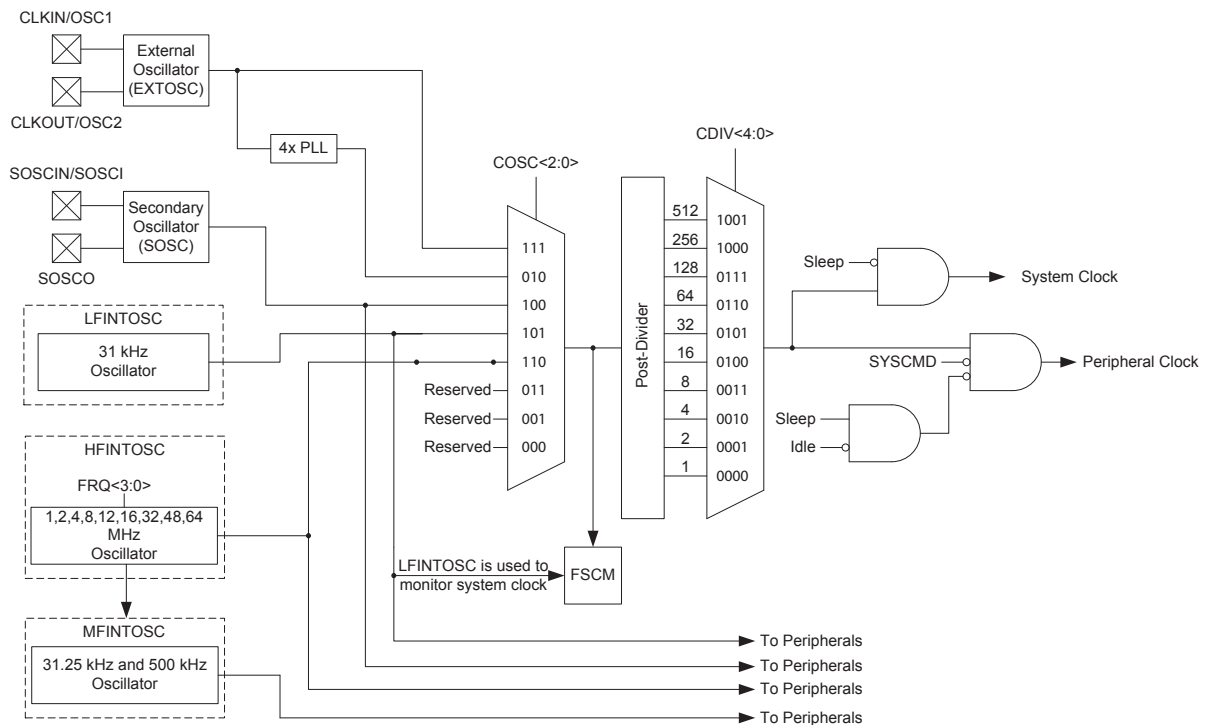 CLKIN/OSC1
External
Oscillator
(EXTOSC)
CLKOUT/OSC2
4x PLL
SOSCIN/SOSCI
Secondary
Oscillator
(SOSC)
SOSCO
LFINTOSC
31 kHz
Oscillator
HFINTOSC
FRQ<3:0>
1,2,4,8,12,16,32,48,64
MHz
Oscillator
MFINTOSC
31.25 kHz and 500 kHz
Oscillator
COSC<2:0>
111
010
100
101
110
Reserved 011
Reserved 001
Reserved 000
LFINTOSC is used to
monitor system clock
FSCM
Post-Divider
CDIV<4:0>
512 1001
256 1000
128 0111
64 0110
32 0101
16 0100
8 0011
4 0010
2 0001
1 0000
Sleep
System Clock
SYSCMD
Peripheral Clock
Sleep
Idle
To Peripherals
To Peripherals
To Peripherals
To Peripherals